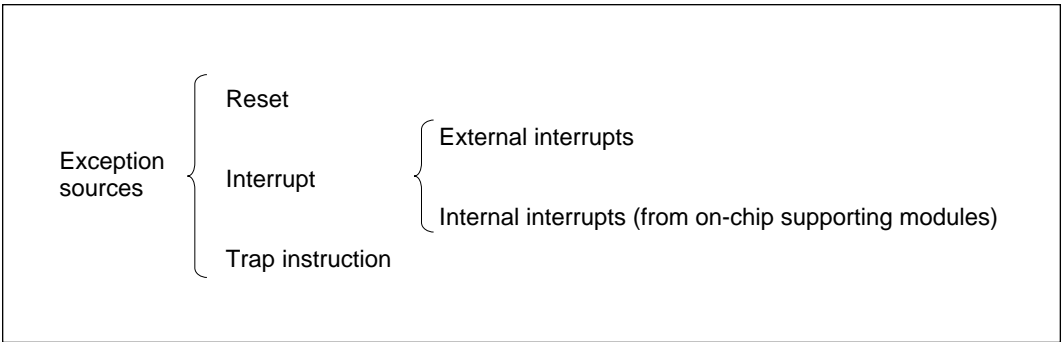 Exception
sources
Reset
Interrupt
Trap instruction
External interrupts
Internal interrupts (from on-chip supporting modules)